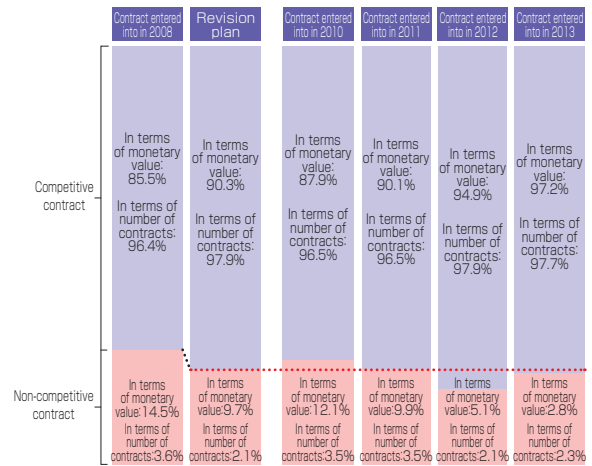 Contract entered
into in 2008
Revision
plan
Contract entered
into in 2010
Contract entered
into in 2011
Contract entered
into in 2012
Contract entered
into in 2013
Competitive
contract
In terms
of monetary
value:
85.5%
In terms of
number of
contracts:
96.4%
In terms
of monetary
value:
90.3%
In terms of
number of
contracts:
97.9%
In terms
of monetary
value:
87.9%
In terms of
number of
contracts:
96.5%
In terms
of monetary
value:
90.1%
In terms of
number of
contracts:
96.5%
In terms
of monetary
value:
94.9%
In terms of
number of
contracts:
97.9%
In terms
of monetary
value:
97.2%
In terms of
number of
contracts:
97.7%
Non-competitive
contract
In terms
of monetary
value:14.5%
In terms of
number of
contracts:3.6%
In terms
of monetary
value:9.7%
In terms of
number of
contracts:2.1%
In terms
of monetary
value:12.1%
In terms of
number of
contracts:3.5%
In terms
of monetary
value:9.9%
In terms of
number of
contracts:3.5%
In terms
of monetary
value:5.1%
In terms of
number of
contracts:2.1%
In terms
of monetary
value:2.8%
In terms of
number of
contracts:2.3%